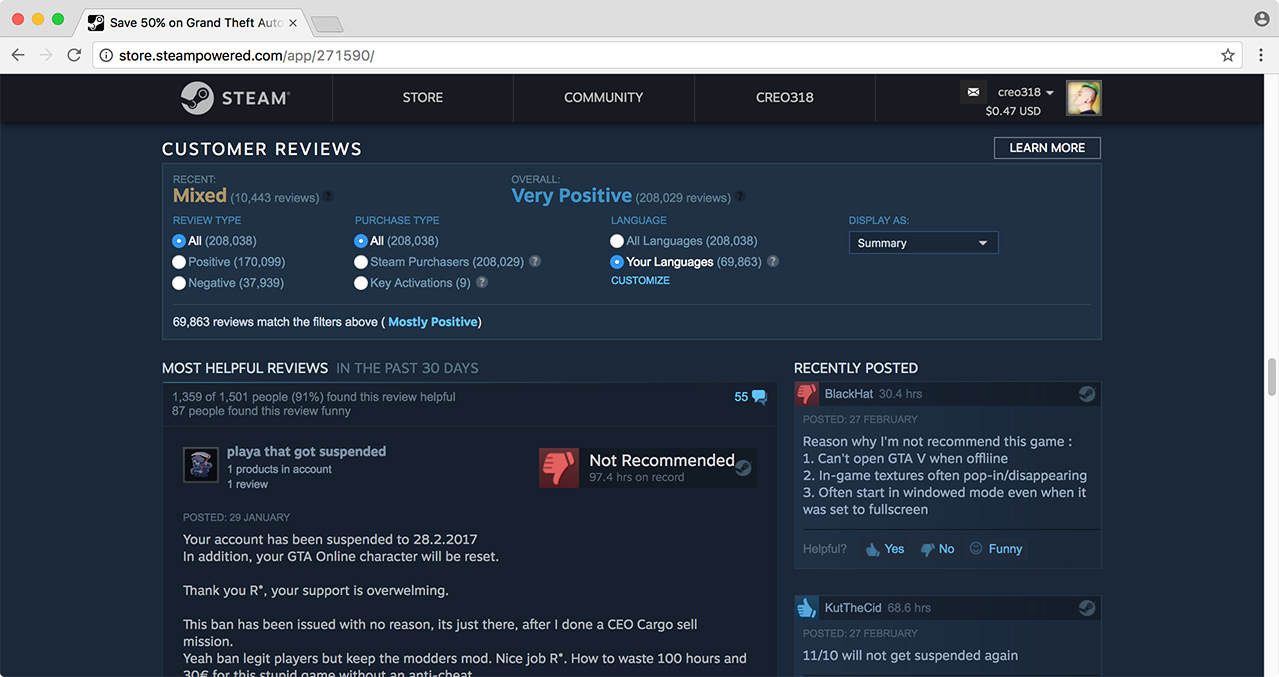 Save 50% on Grand Theft Auto
store.steampowered.com/app/271590/
STEAM®
STORE
COMMUNITY
CREO318
creo318
$0.47 USD
CUSTOMER REVIEWS
LEARN MORE
RECENT:
Mixed (10,443 reviews) ?
OVERALL:
Very Positive (208,029 reviews) ?
REVIEW TYPE
All (208,038)
Positive (170,099)
Negative (37,939)
PURCHASE TYPE
All (208,038)
Steam Purchasers (208,029) ?
Key Activations (9) ?
LANGUAGE
All Languages (208,038)
Your Languages (69,863) ?
CUSTOMIZE
DISPLAY AS:
Summary
69,863 reviews match the filters above ( Mostly Positive)
MOST HELPFUL REVIEWS IN THE PAST 30 DAYS
1,359 of 1,501 people (91%) found this review helpful
87 people found this review funny
55
playa that got suspended
1 products in account
1 review
Not Recommended
97.4 hrs on record
POSTED: 29 JANUARY
Your account has been suspended to 28.2.2017
In addition, your GTA Online character will be reset.
Thank you R*, your support is overwelming.
This ban has been issued with no reason, its just there, after I done a CEO Cargo sell
mission.
Yeah ban legit players but keep the modders mod. Nice job R*. How to waste 100 hours and
30€ for this stupid game without an anti-cheat
RECENTLY POSTED
BlackHat 30.4 hrs
POSTED: 27 FEBRUARY
Reason why I'm not recommend this game :
1. Can't open GTA V when offliine
2. In-game textures often pop-in/disappearing
3. Often start in windowed mode even when it
was set to fullscreen
Helpful? Yes No Funny
KutTheCid 68.6 hrs
POSTED: 27 FEBRUARY
11/10 will not get suspended again